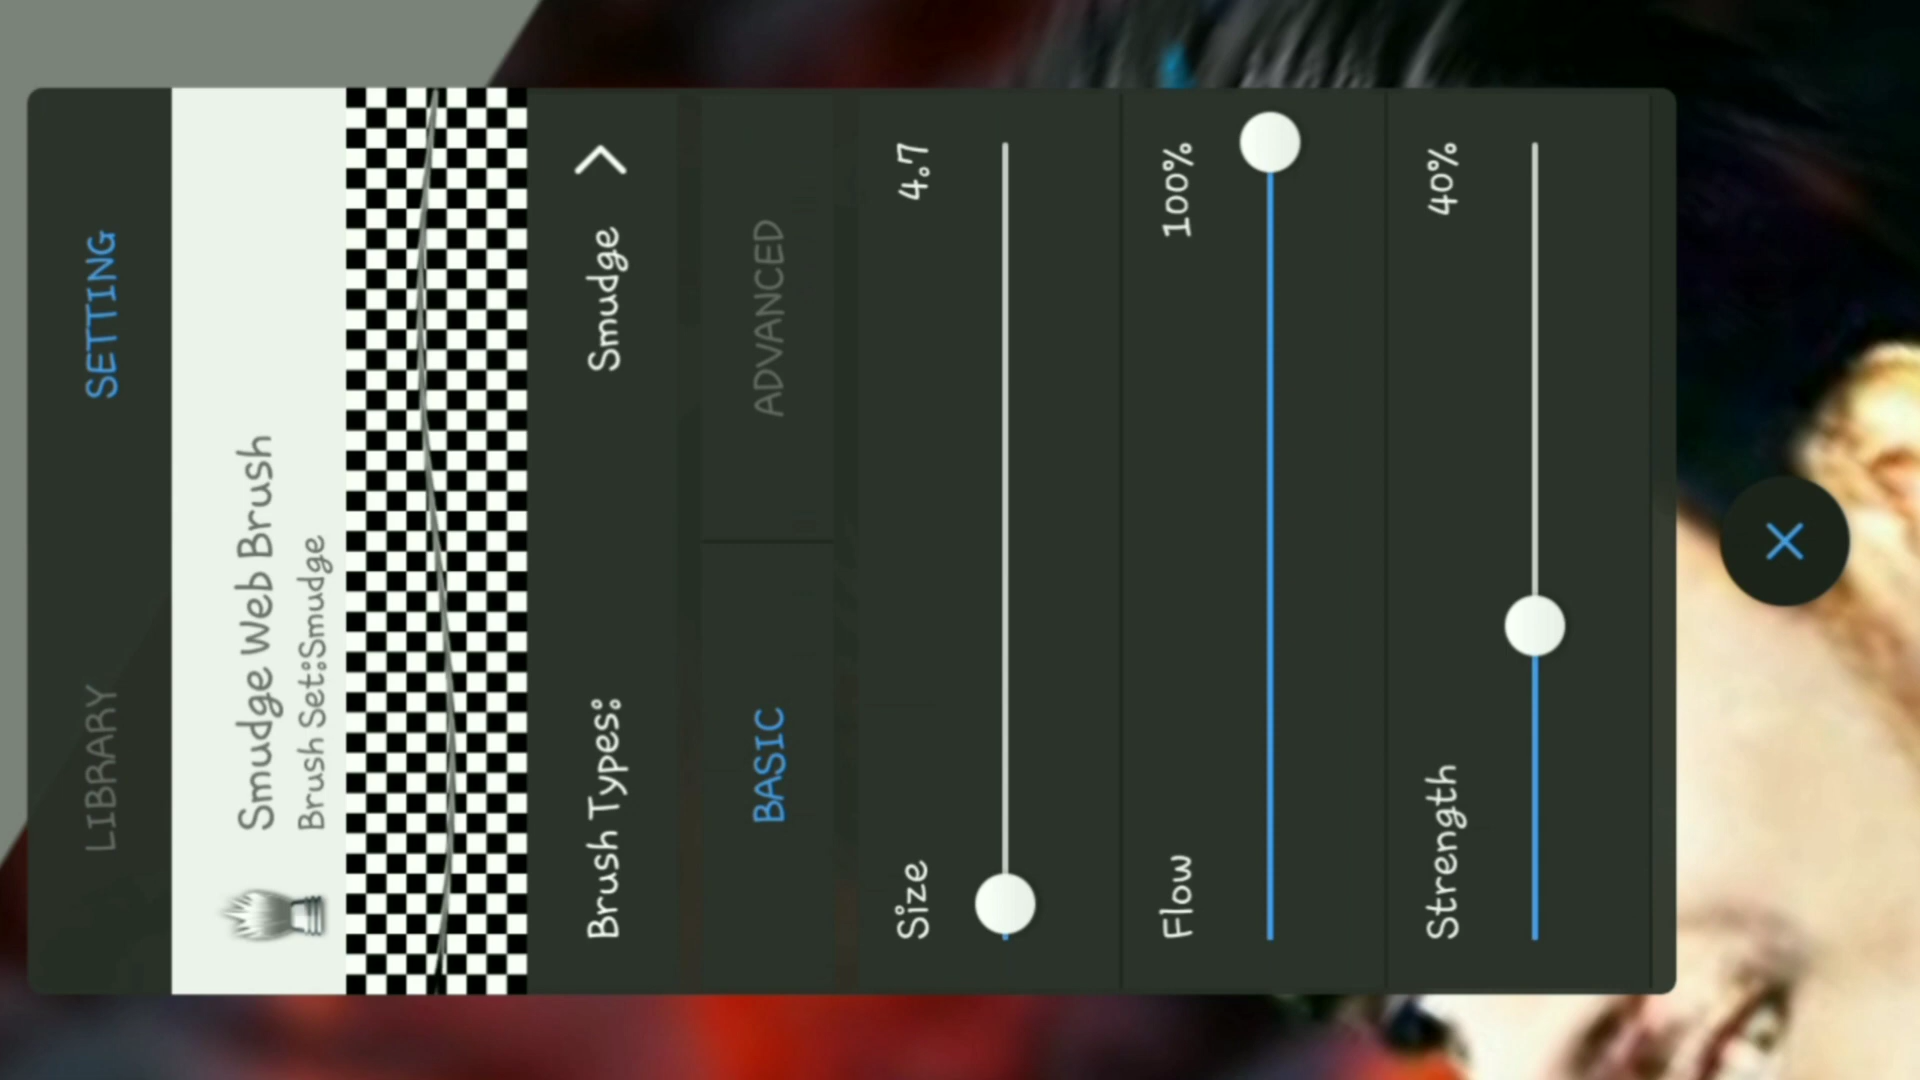 LIBRARY SETTING
Smudge Web Brush
Brush Set:Smudge
Brush Types: Smudge
BASIC ADVANCED
Size 4.7
Flow 100%
Strength 40%